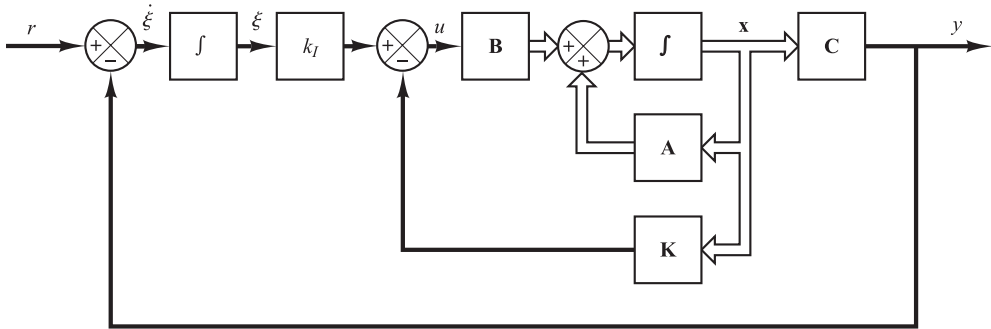 r + − ξ̇ ∫ ξ k_I + − u B + + ∫ x C y
A
K